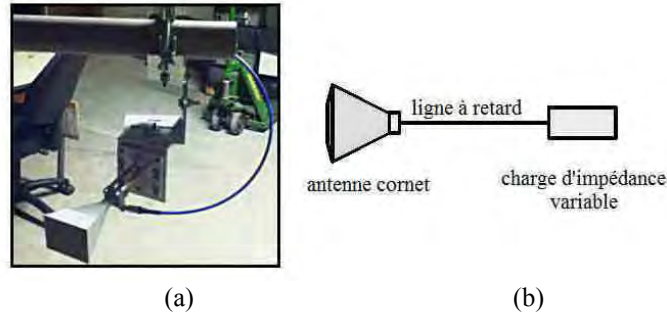 ligne à retard
antenne cornet
charge d'impédance
variable
(a)
(b)